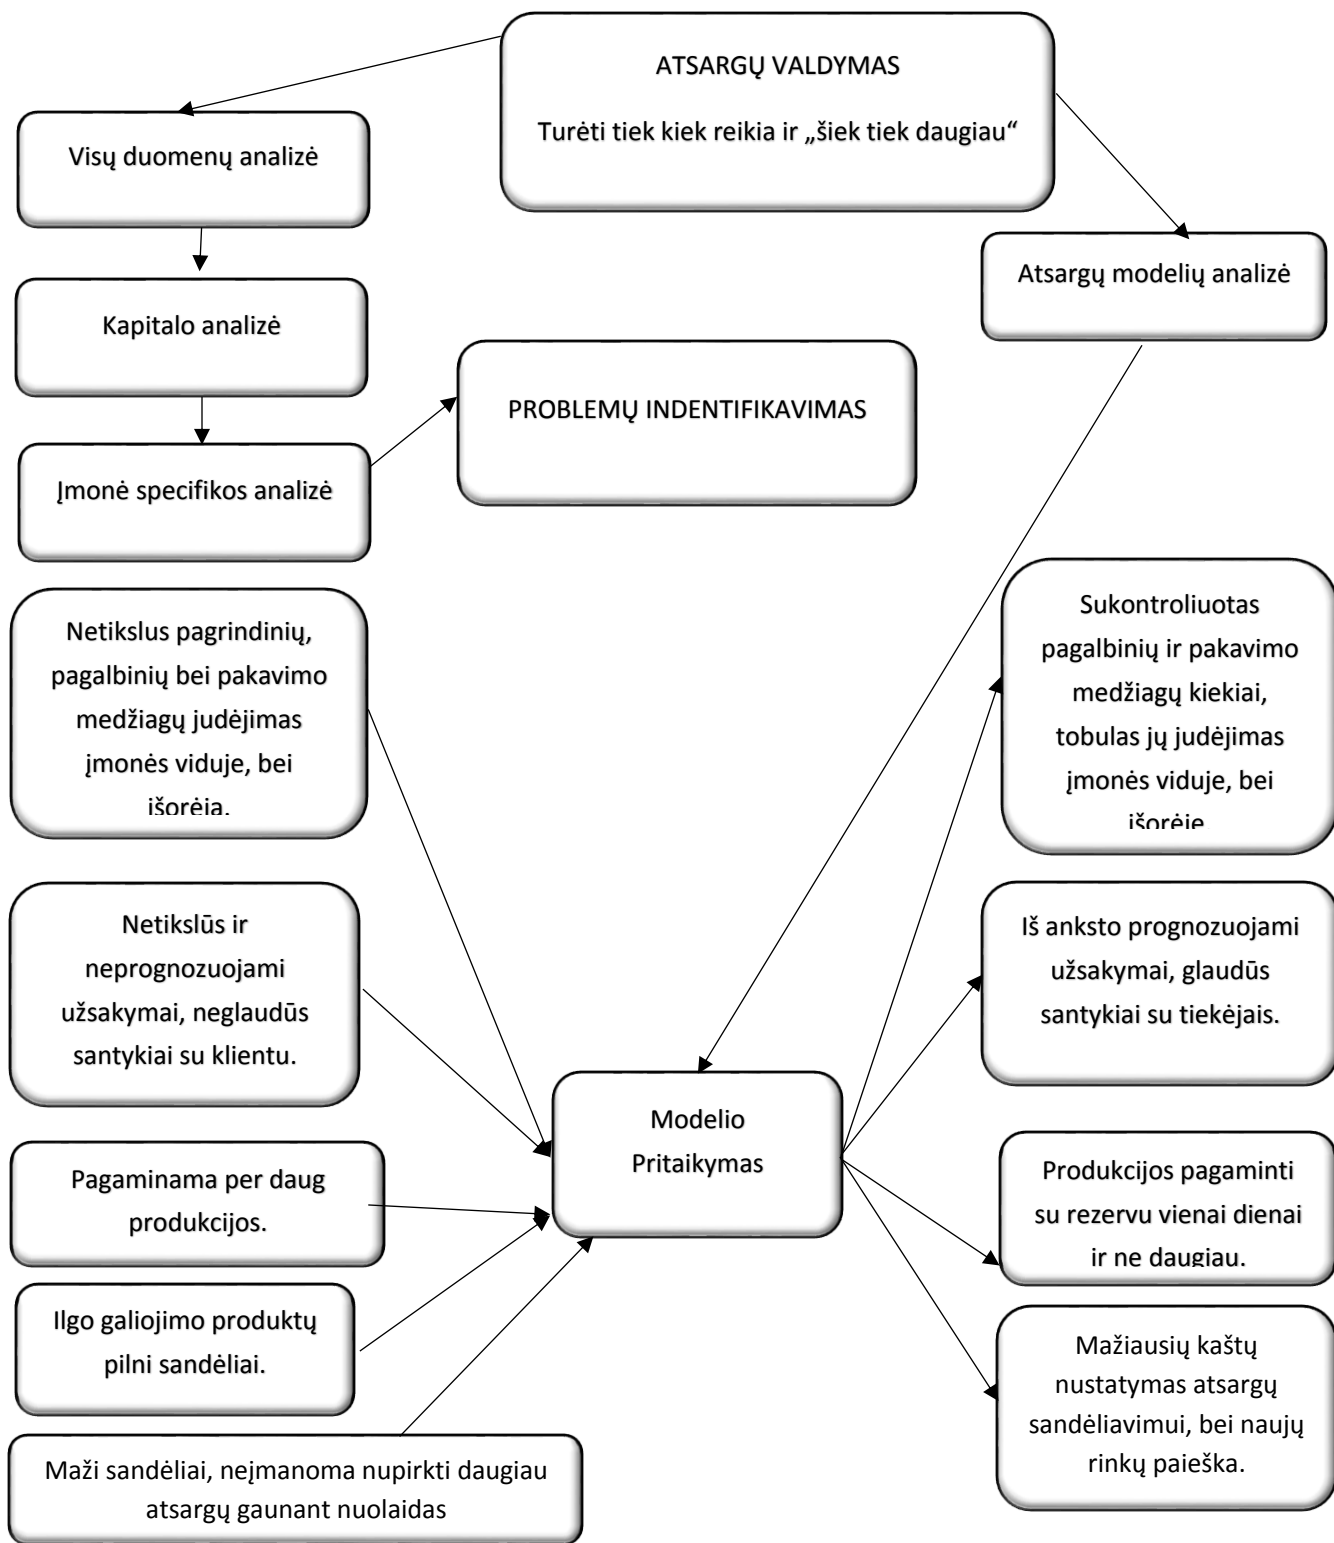 ATSARGŲ VALDYMAS
Turėti tiek kiek reikia ir „šiek tiek daugiau“
Visų duomenų analizė
Atsargų modelių analizė
Kapitalo analizė
PROBLEMŲ INDENTIFIKAVIMAS
Įmonė specifikos analizė
Netikslus pagrindinių,
pagalbinių bei pakavimo
medžiagų judėjimas
įmonės viduje, bei
išorėja.
Sukontroliuotas
pagalbinių ir pakavimo
medžiagų kiekiai,
tobulas jų judėjimas
įmonės viduje, bei
išorėje
Netikslūs ir
neprognozuojami
užsakymai, neglaudūs
santykiai su klientu.
Iš anksto prognozuojami
užsakymai, glaudūs
santykiai su tiekėjais.
Modelio
Pritaikymas
Pagaminama per daug
produkcijos.
Produkcijos pagaminti
su rezervu vienai dienai
ir ne daugiau.
Ilgo galiojimo produktų
pilni sandėliai.
Mažiausių kaštų
nustatymas atsargų
sandėliavimui, bei naujų
rinkų paieška.
Maži sandėliai, neįmanoma nupirkti daugiau
atsargų gaunant nuolaidas